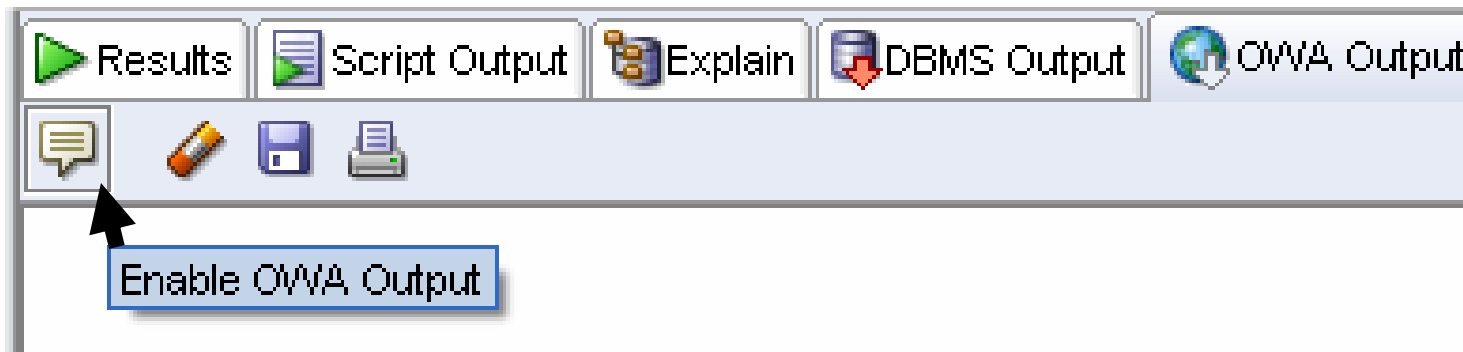 Results Script Output Explain DBMS Output OWA Output
Enable OWA Output